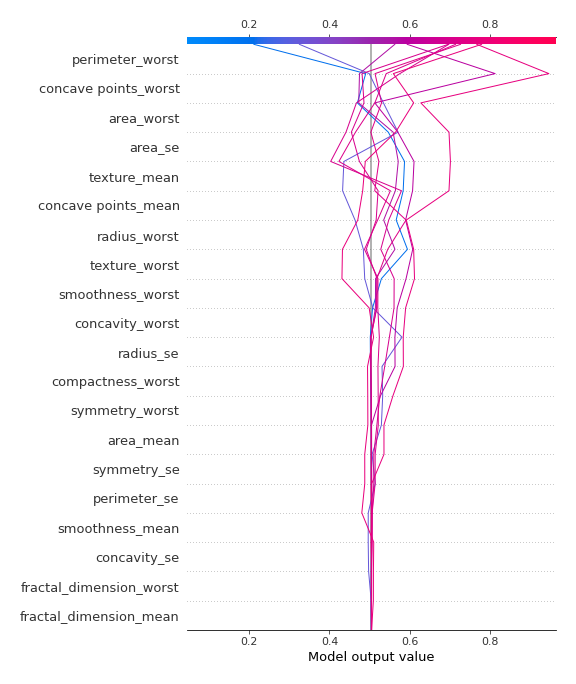 0.2 0.4 0.6 0.8
perimeter_worst
concave points_worst
area_worst
area_se
texture_mean
concave points_mean
radius_worst
texture_worst
smoothness_worst
concavity_worst
radius_se
compactness_worst
symmetry_worst
area_mean
symmetry_se
perimeter_se
smoothness_mean
concavity_se
fractal_dimension_worst
fractal_dimension_mean
0.2 0.4 0.6 0.8
Model output value